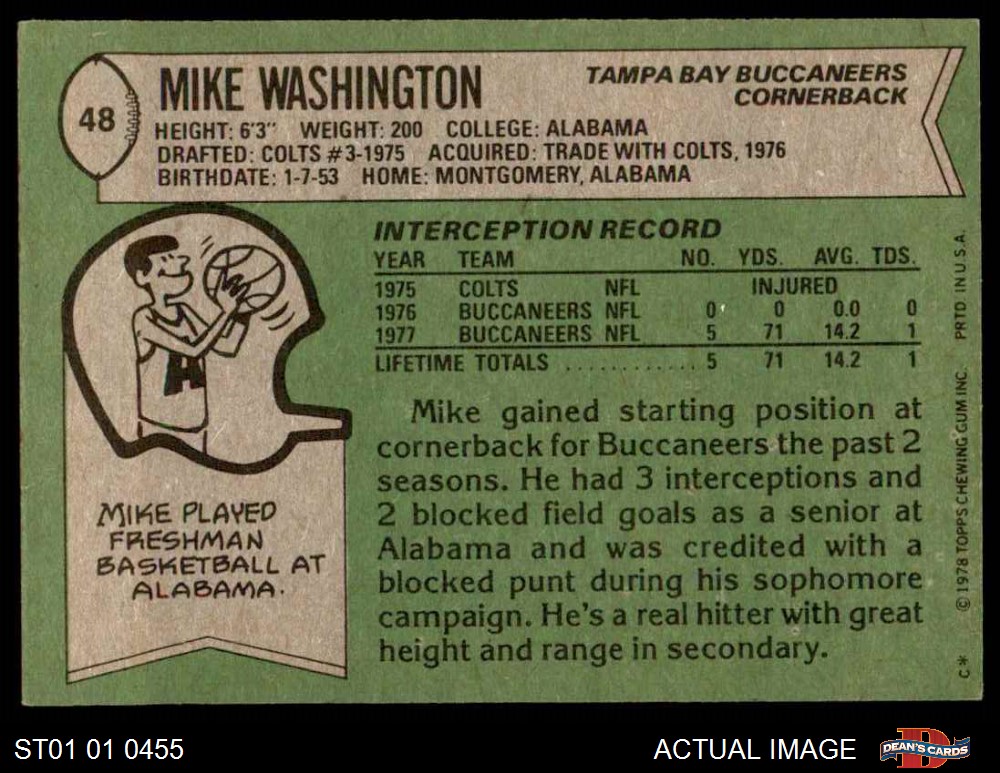 48
MIKE WASHINGTON
TAMPA BAY BUCCANEERS
CORNERBACK
HEIGHT: 6'3" WEIGHT: 200 COLLEGE: ALABAMA
DRAFTED: COLTS #3-1975 ACQUIRED: TRADE WITH COLTS, 1976
BIRTHDATE: 1-7-53 HOME: MONTGOMERY, ALABAMA
INTERCEPTION RECORD
YEAR TEAM NO. YDS. AVG. TDS.
1975 COLTS NFL INJURED
1976 BUCCANEERS NFL 0 0 0.0 0
1977 BUCCANEERS NFL 5 71 14.2 1
LIFETIME TOTALS ............ 5 71 14.2 1
A
MIKE PLAYED
FRESHMAN
BASKETBALL AT
ALABAMA.
Mike gained starting position at
cornerback for Buccaneers the past 2
seasons. He had 3 interceptions and
2 blocked field goals as a senior at
Alabama and was credited with a
blocked punt during his sophomore
campaign. He's a real hitter with great
height and range in secondary.
C* © 1978 TOPPS CHEWING GUM INC. PRTD IN U.S.A.
ST01 01 0455
ACTUAL IMAGE
D
DEAN'S CARDS